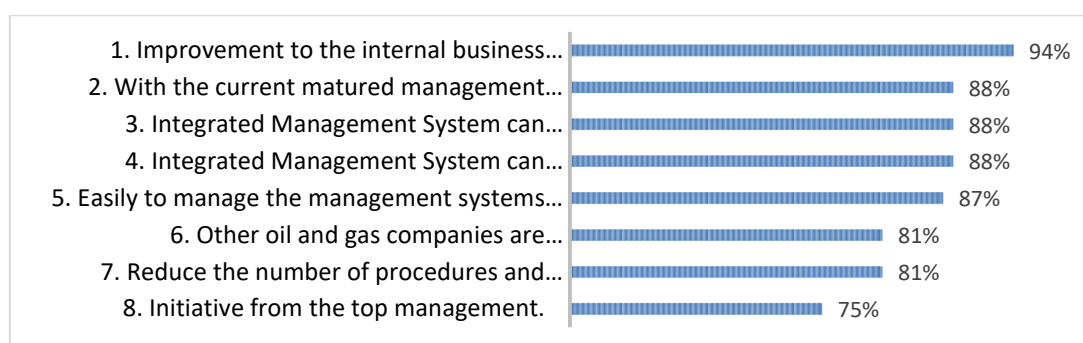 1. Improvement to the internal business… 94%
2. With the current matured management… 88%
3. Integrated Management System can… 88%
4. Integrated Management System can… 88%
5. Easily to manage the management systems… 87%
6. Other oil and gas companies are… 81%
7. Reduce the number of procedures and… 81%
8. Initiative from the top management. 75%